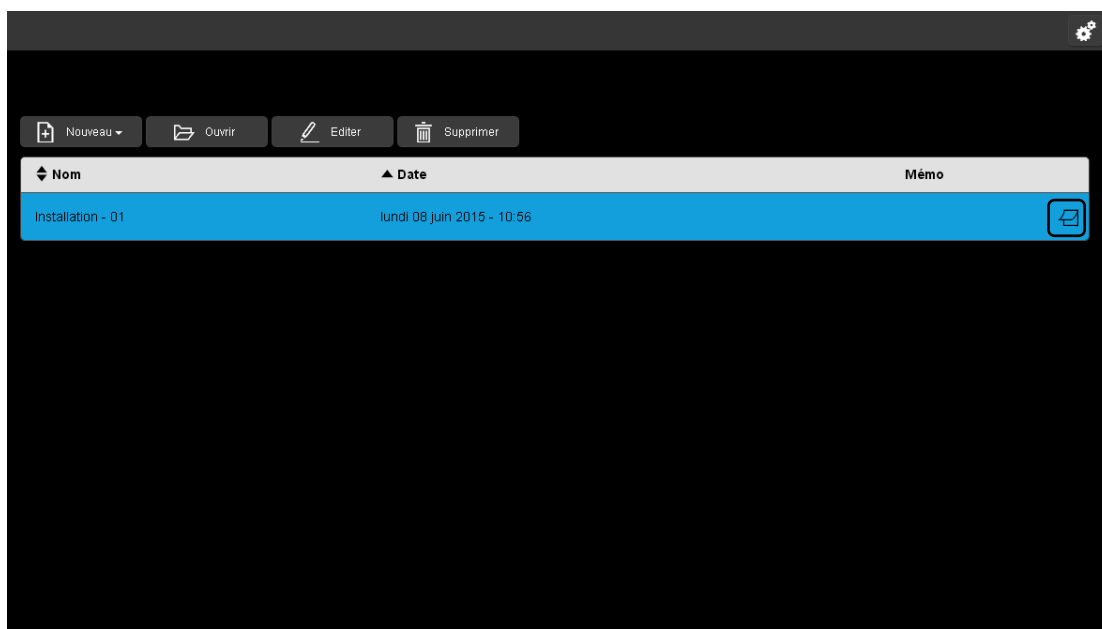 Nouveau Ouvrir Editer Supprimer
Nom Date Mémo
Installation - 01 lundi 08 juin 2015 - 10:56